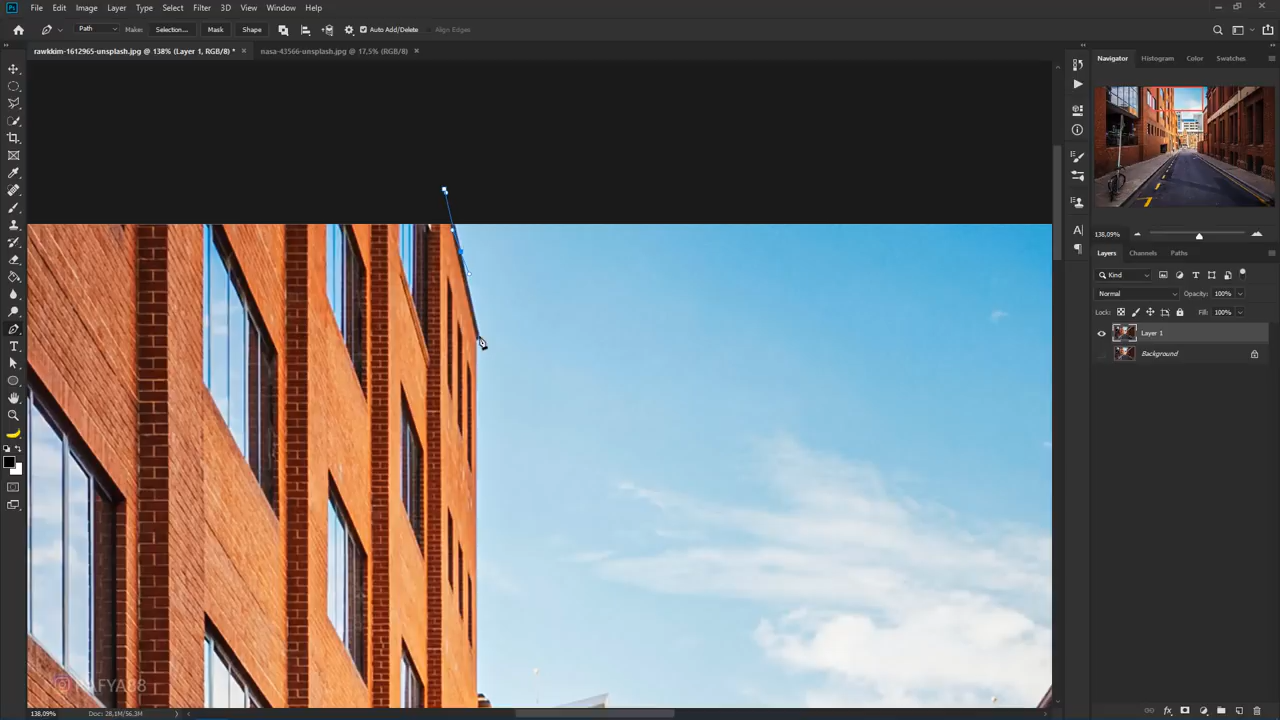 Ps File Edit Image Layer Type Select Filter 3D View Window Help
Path Make: Selection... Mask Shape Auto Add/Delete Align Edges
rawkkim-1612965-unsplash.jpg @ 138% (Layer 1, RGB/8) * × nasa-43566-unsplash.jpg @ 17,5% (RGB/8) ×
Navigator Histogram Color Swatches
138,09%
Layers Channels Paths
Kind
Normal Opacity: 100%
Lock: Fill: 100%
Layer 1
Background
AFYA88
138,09% Doc: 28,1M/56,3M